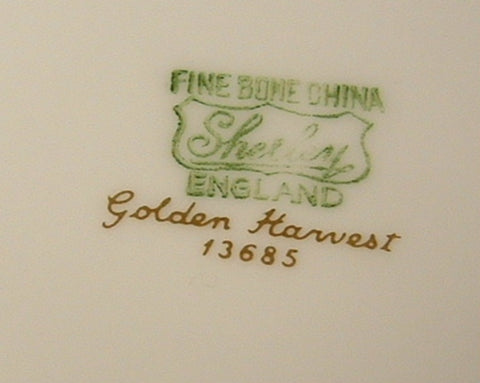 FINE BONE CHINA
Shelley
ENGLAND
Golden Harvest
13685